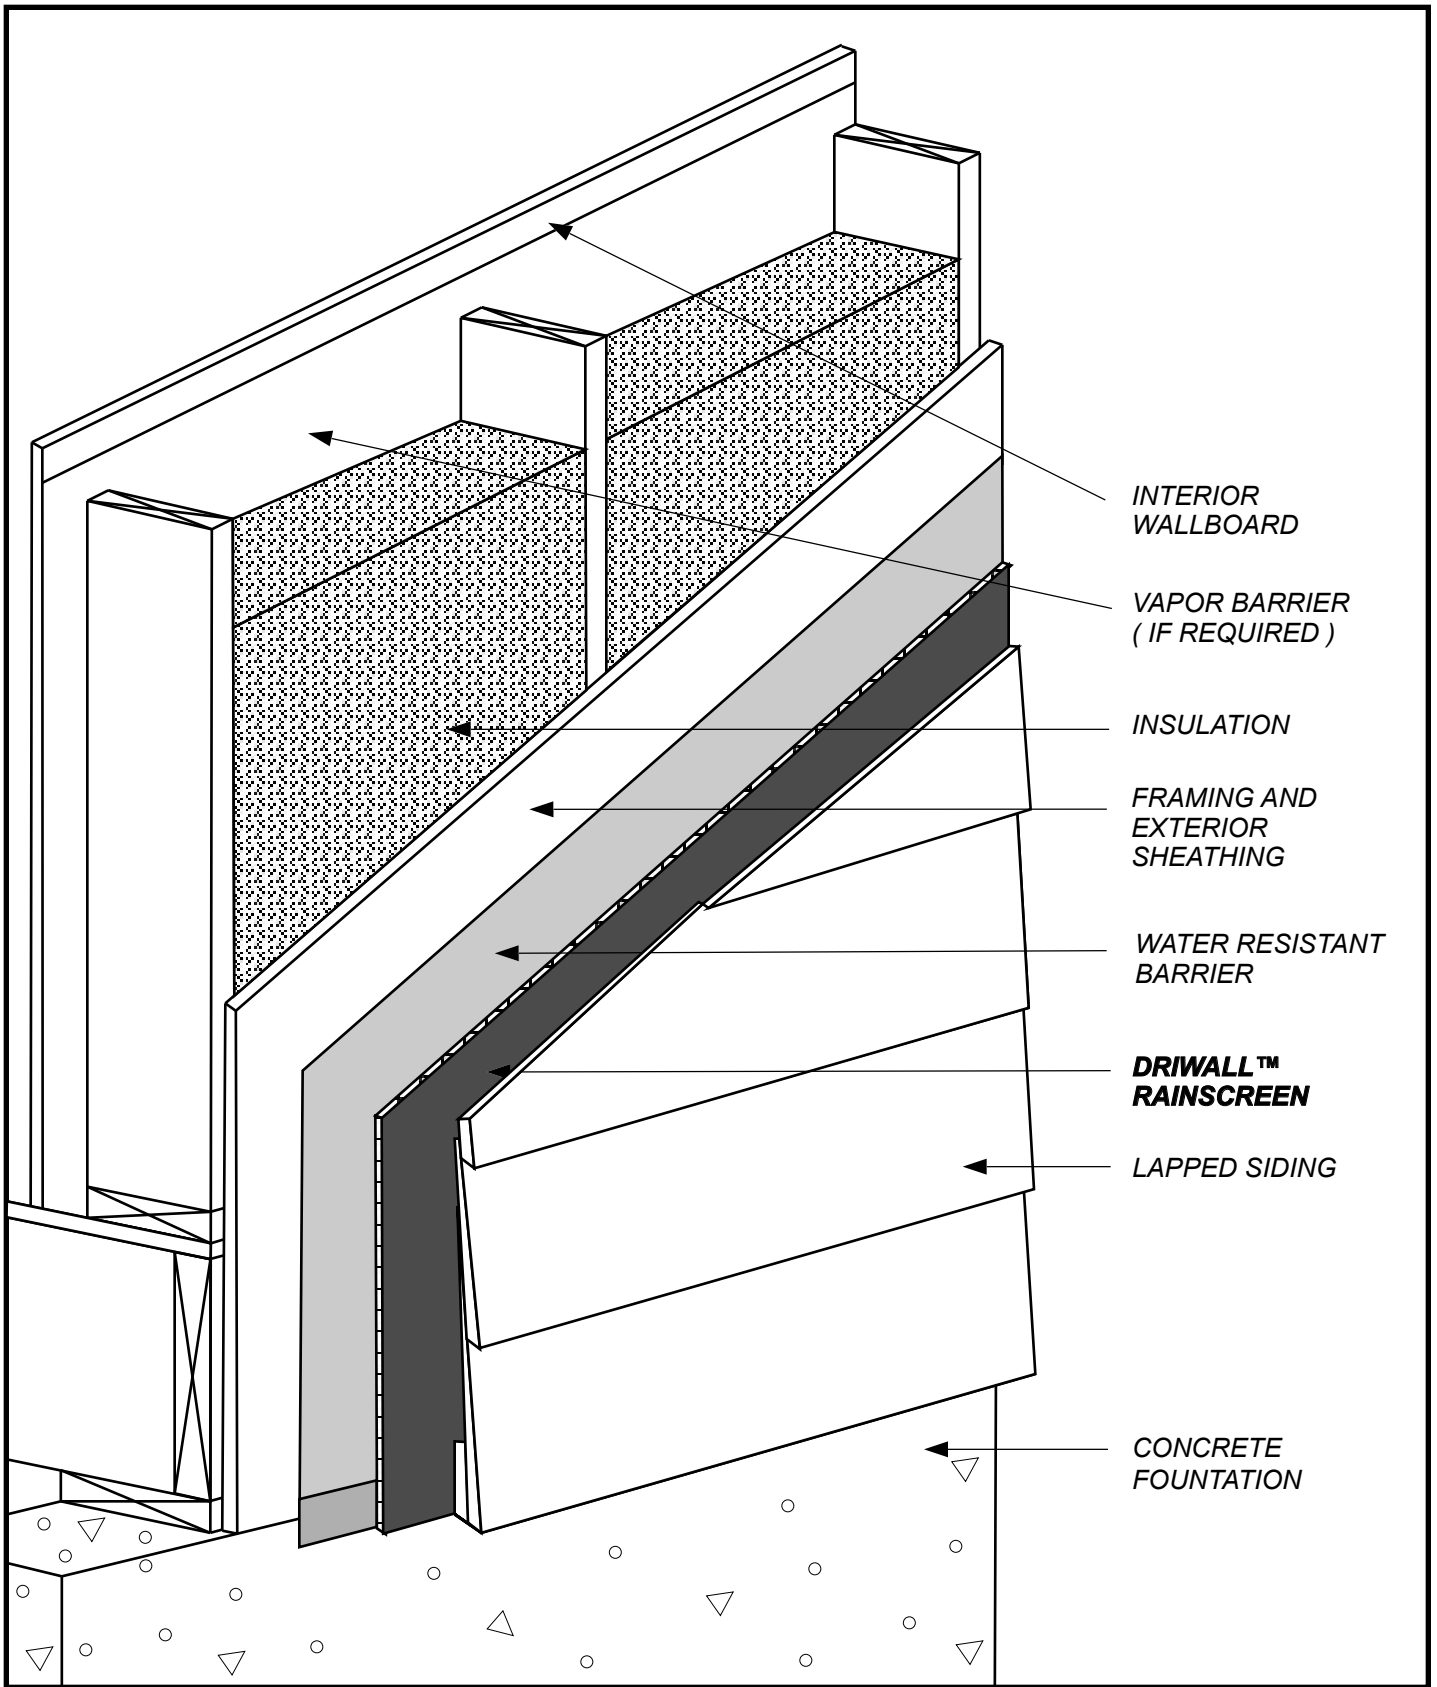 INTERIOR
WALLBOARD
VAPOR BARRIER
( IF REQUIRED )
INSULATION
FRAMING AND
EXTERIOR
SHEATHING
WATER RESISTANT
BARRIER
DRIWALL™
RAINSCREEN
LAPPED SIDING
CONCRETE
FOUNTATION